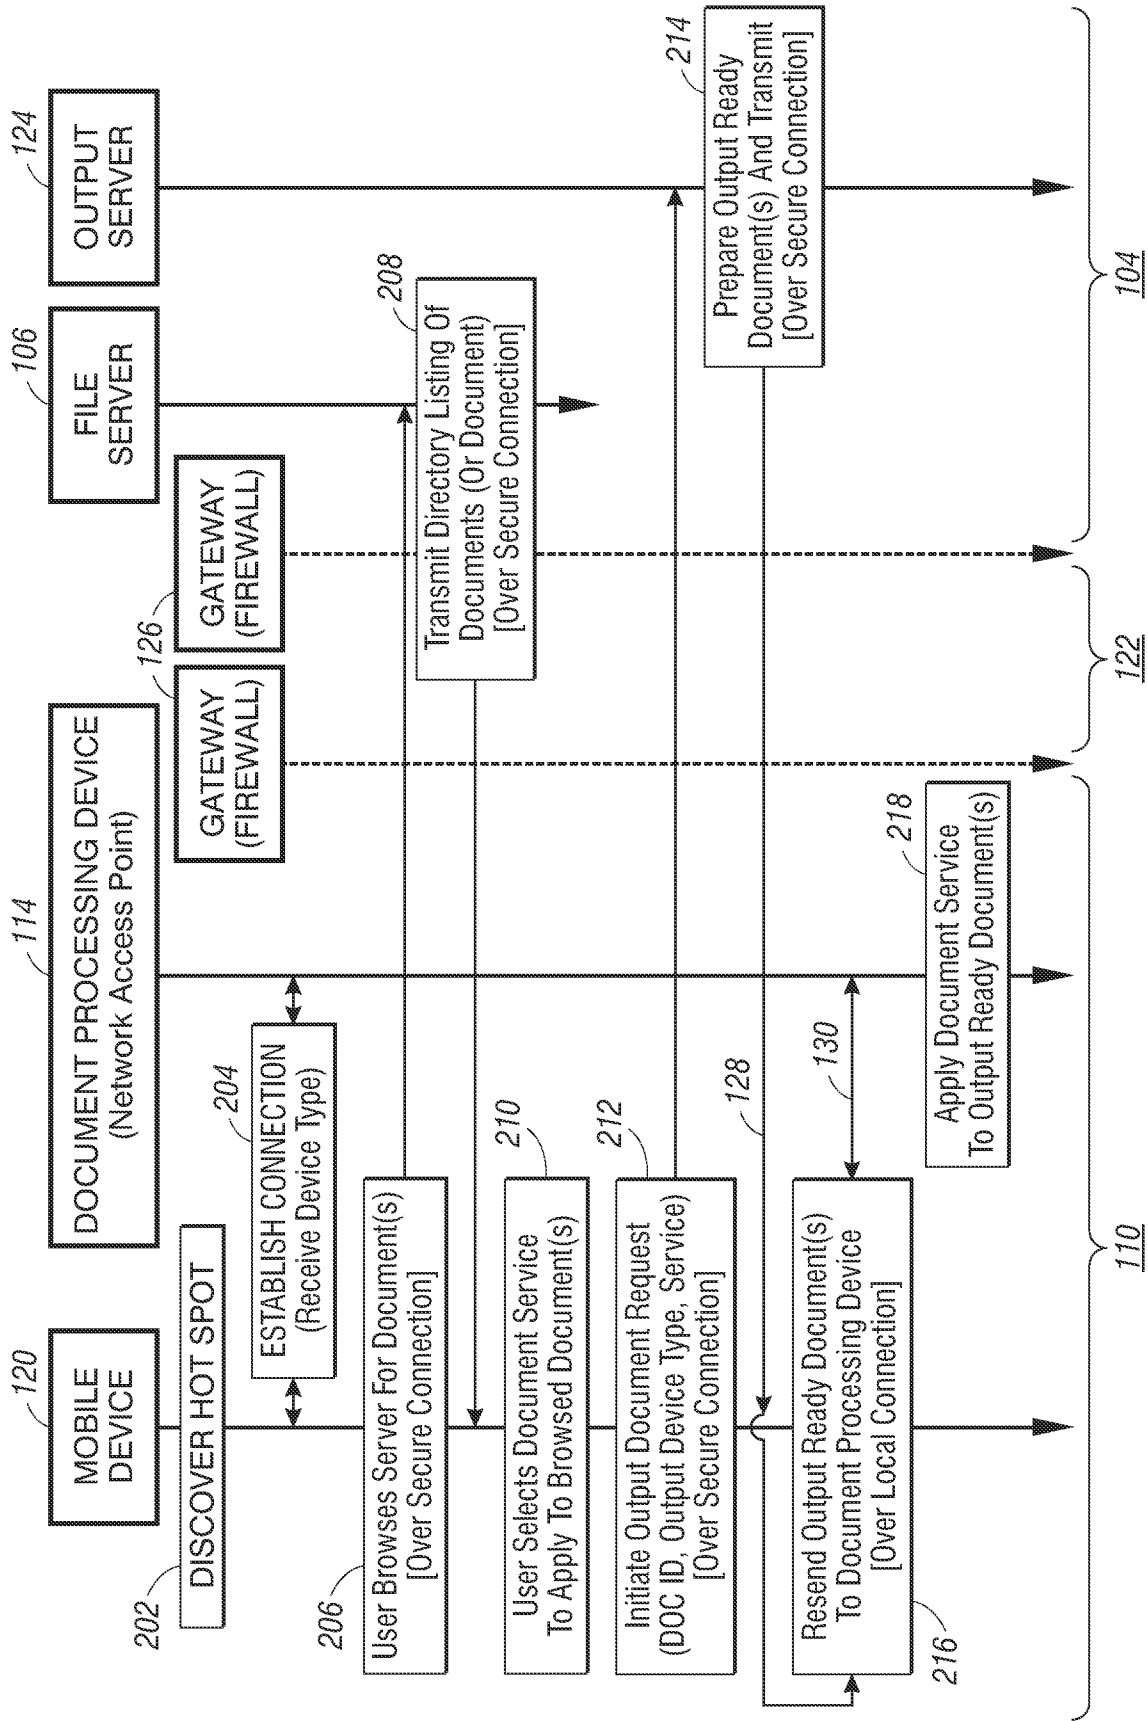 120
MOBILE
DEVICE
114
DOCUMENT PROCESSING DEVICE
(Network Access Point)
106
FILE
SERVER
124
OUTPUT
SERVER
126
GATEWAY
(FIREWALL)
GATEWAY
(FIREWALL)
202
DISCOVER HOT SPOT
204
ESTABLISH CONNECTION
(Receive Device Type)
206
User Browses Server For Document(s)
[Over Secure Connection]
208
Transmit Directory Listing Of
Documents (Or Document)
[Over Secure Connection]
210
User Selects Document Service
To Apply To Browsed Document(s)
212
Initiate Output Document Request
(DOC ID, Output Device Type, Service)
[Over Secure Connection]
214
Prepare Output Ready
Document(s) And Transmit
[Over Secure Connection]
128
130
Resend Output Ready Document(s)
To Document Processing Device
[Over Local Connection]
216
218
Apply Document Service
To Output Ready Document(s)
110
122
104